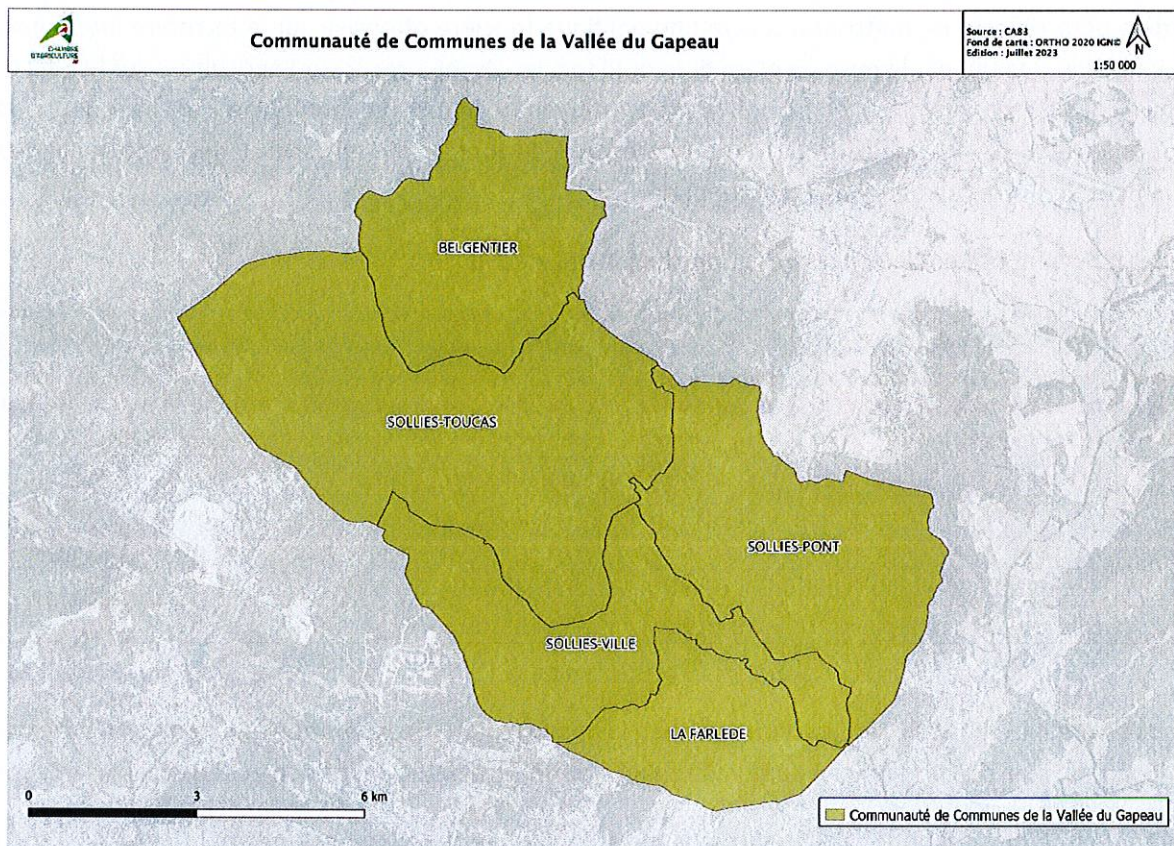 CHAMBRE
D'AGRICULTURE
Communauté de Communes de la Vallée du Gapeau
Source : CA83
Fond de carte : ORTHO 2020 IGN©
Edition : Juillet 2023
N
1:50 000
BELGENTIER
SOLLIES-TOUCAS
SOLLIES-PONT
SOLLIES-VILLE
LA FARLEDE
0 3 6 km
Communauté de Communes de la Vallée du Gapeau